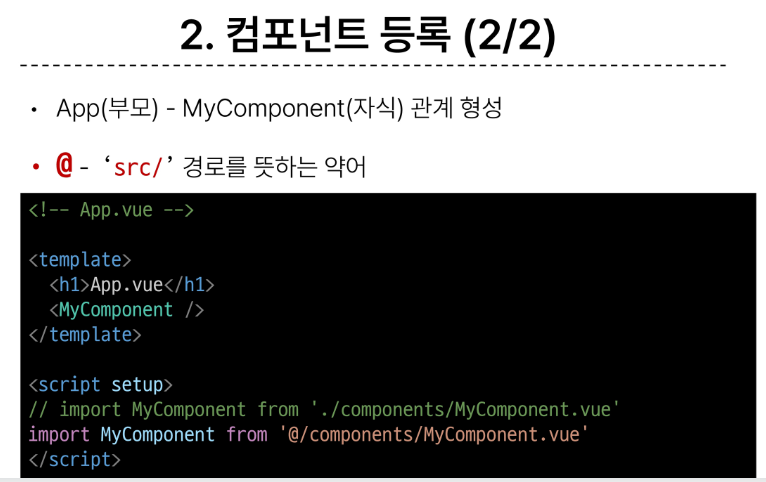 2. 컴포넌트 등록 (2/2)
• App(부모) - MyComponent(자식) 관계 형성
• @ - ‘src/’ 경로를 뜻하는 약어
<!-- App.vue -->
<template>
  <h1>App.vue</h1>
  <MyComponent />
</template>
<script setup>
// import MyComponent from './components/MyComponent.vue'
import MyComponent from '@/components/MyComponent.vue'
</script>